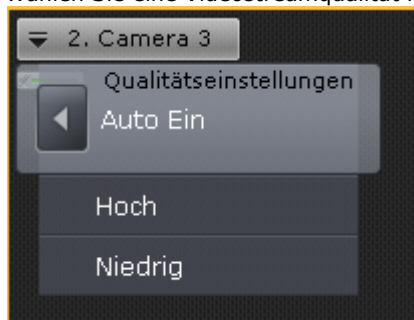 2. Camera 3
Qualitätseinstellungen
Auto Ein
Hoch
Niedrig